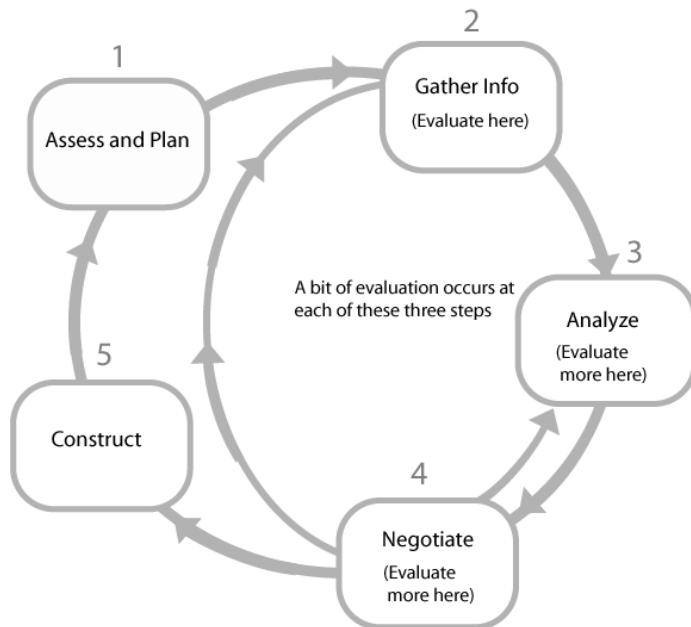 1
Assess and Plan
2
Gather Info
(Evaluate here)
3
Analyze
(Evaluate
more here)
A bit of evaluation occurs at
each of these three steps
4
Negotiate
(Evaluate
more here)
5
Construct